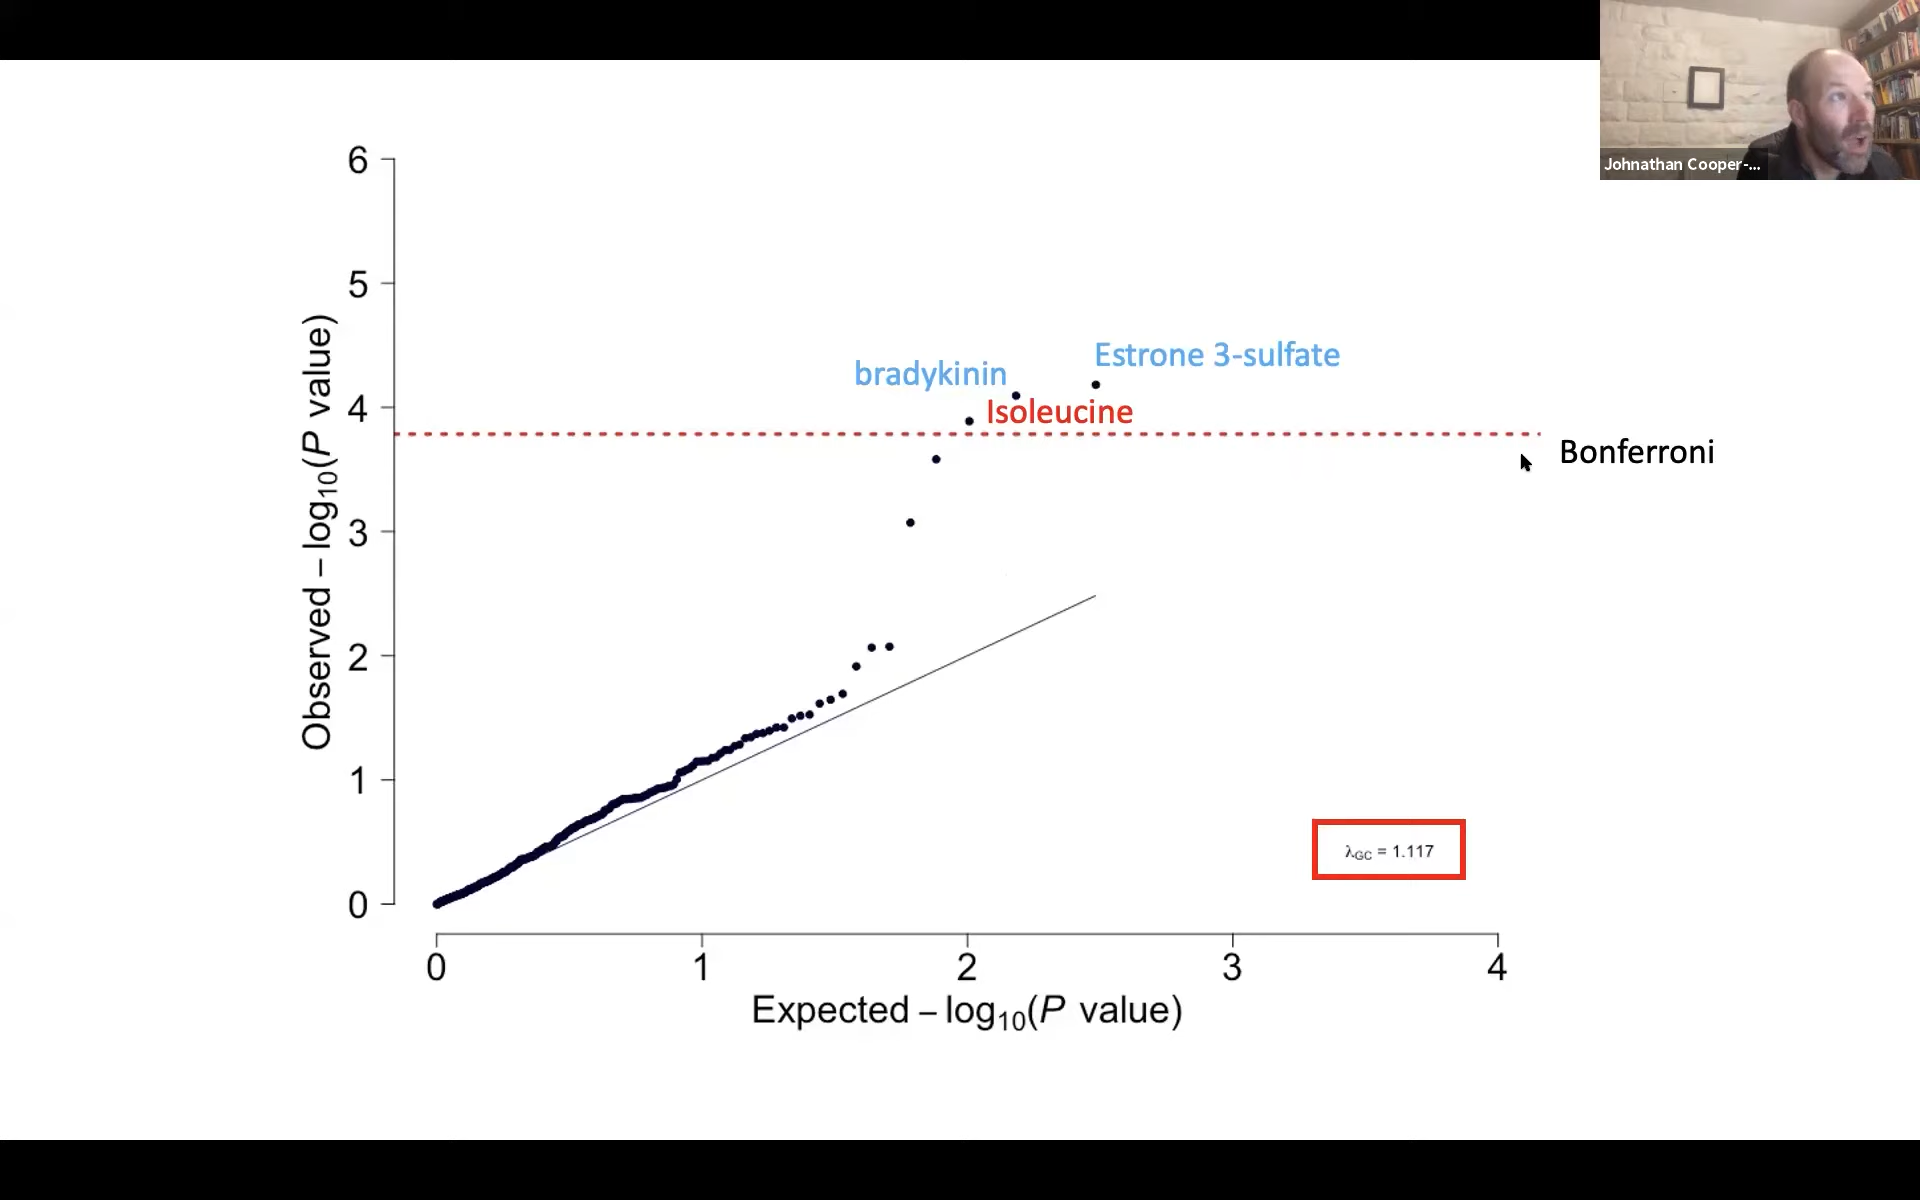 Johnathan Cooper-...
6
5
4
3
2
1
0
Observed – log10(P value)
Estrone 3-sulfate
bradykinin
Isoleucine
Bonferroni
λGC = 1.117
0 1 2 3 4
Expected – log10(P value)